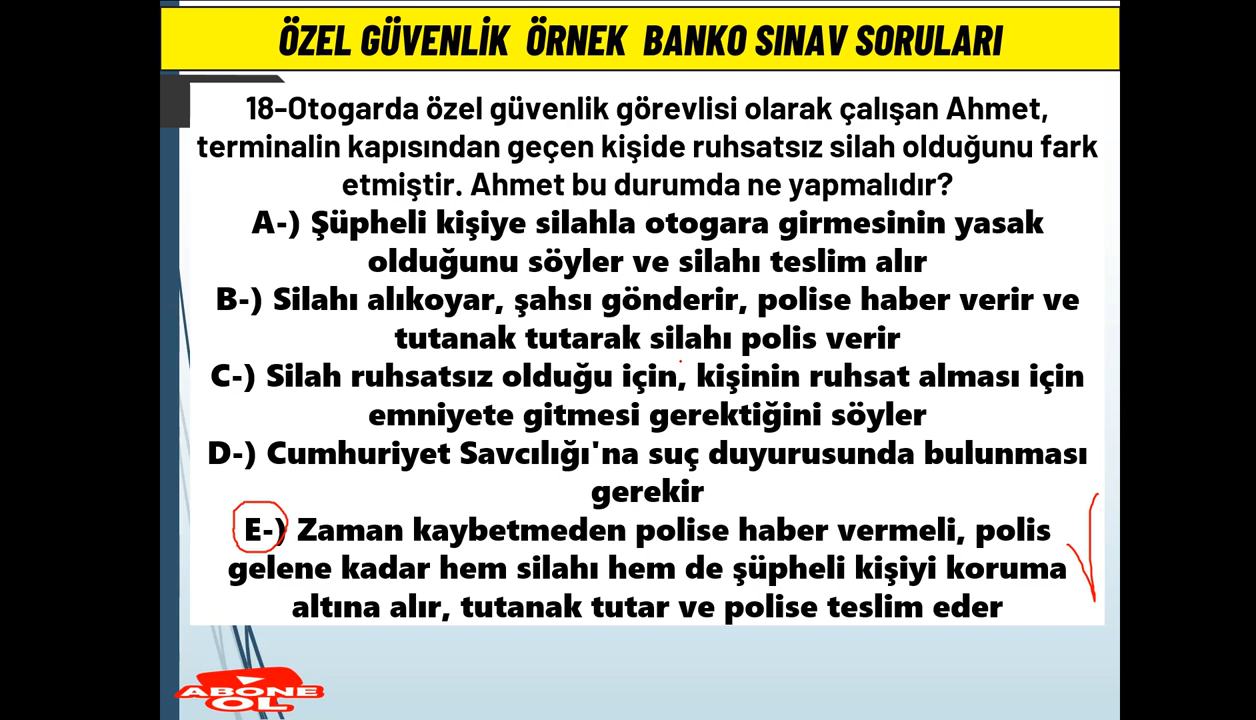 ÖZEL GÜVENLİK ÖRNEK BANKO SINAV SORULARI
18-Otogarda özel güvenlik görevlisi olarak çalışan Ahmet,
terminalin kapısından geçen kişide ruhsatsız silah olduğunu fark
etmiştir. Ahmet bu durumda ne yapmalıdır?
A-) Şüpheli kişiye silahla otogara girmesinin yasak
olduğunu söyler ve silahı teslim alır
B-) Silahı alıkoyar, şahsı gönderir, polise haber verir ve
tutanak tutarak silahı polis verir
C-) Silah ruhsatsız olduğu için, kişinin ruhsat alması için
emniyete gitmesi gerektiğini söyler
D-) Cumhuriyet Savcılığı'na suç duyurusunda bulunması
gerekir
E-) Zaman kaybetmeden polise haber vermeli, polis
gelene kadar hem silahı hem de şüpheli kişiyi koruma
altına alır, tutanak tutar ve polise teslim eder
ABONE
OL